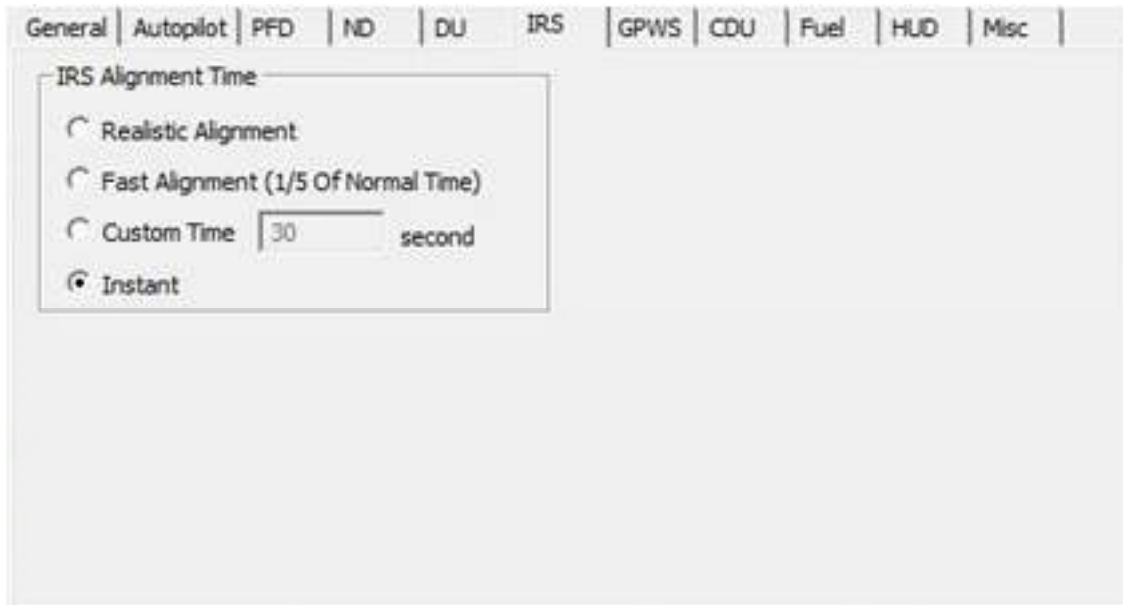 General Autopilot PFD ND DU IRS GPWS CDU Fuel HUD Misc
IRS Alignment Time
Realistic Alignment
Fast Alignment (1/5 Of Normal Time)
Custom Time 30 second
Instant